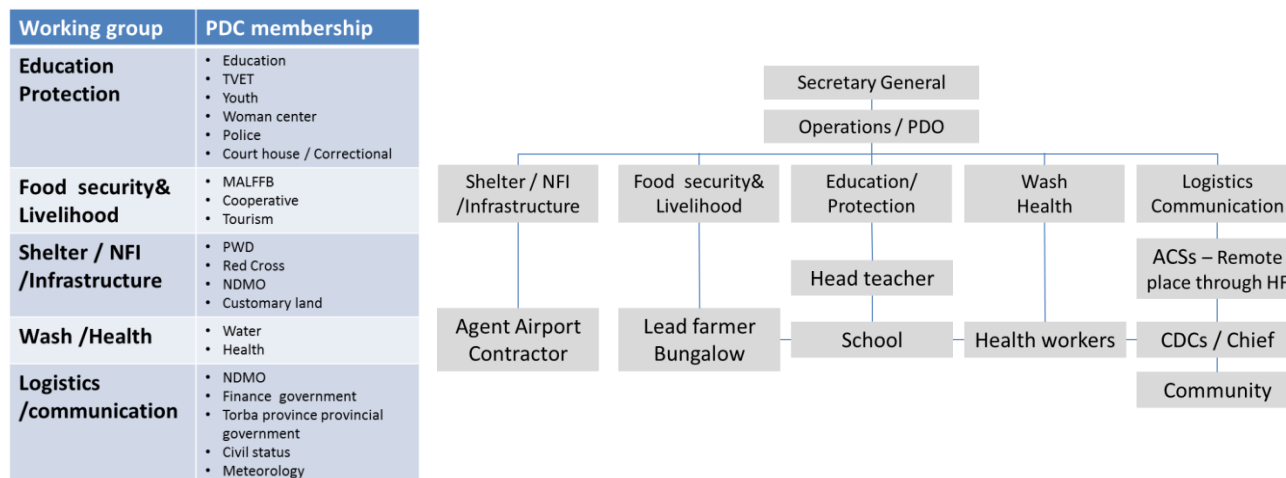 Working group PDC membership
Education
Protection
• Education
• TVET
• Youth
• Woman center
• Police
• Court house / Correctional
Food security&
Livelihood
• MALFFB
• Cooperative
• Tourism
Shelter / NFI
/Infrastructure
• PWD
• Red Cross
• NDMO
• Customary land
Wash /Health
• Water
• Health
Logistics
/communication
• NDMO
• Finance government
• Torba province provincial
government
• Civil status
• Meteorology
Secretary General
Operations / PDO
Shelter / NFI
/Infrastructure
Food security&
Livelihood
Education/
Protection
Wash
Health
Logistics
Communication
Head teacher
ACSs – Remote
place through HF
Agent Airport
Contractor
Lead farmer
Bungalow
School
Health workers
CDCs / Chief
Community